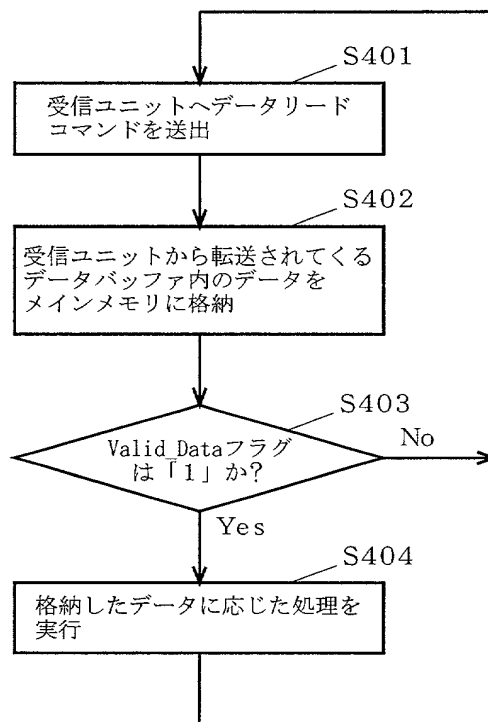 S401
受信ユニットへデータリード
コマンドを送出
S402
受信ユニットから転送されてくる
データバッファ内のデータを
メインメモリに格納
S403
Valid_Dataフラグ
は「1」か?
No
Yes
S404
格納したデータに応じた処理を
実行